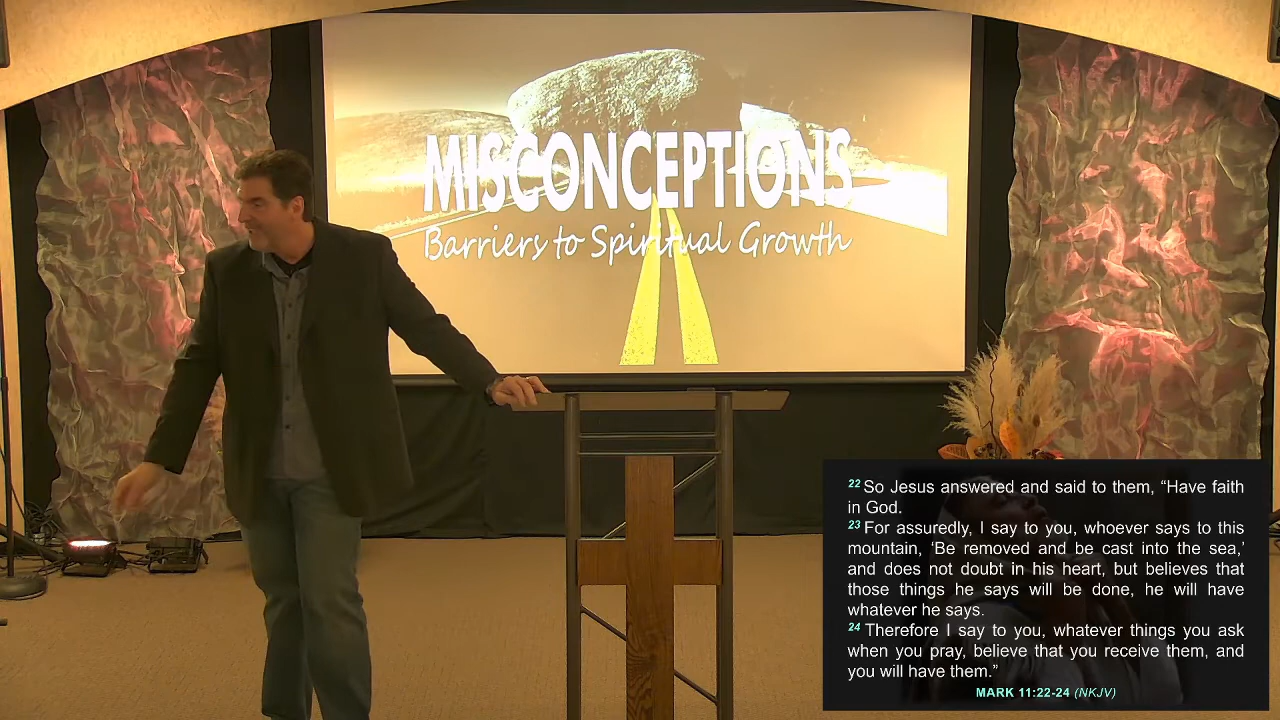 MISCONCEPTIONS
Barriers to Spiritual Growth
22 So Jesus answered and said to them, “Have faith
in God.
23 For assuredly, I say to you, whoever says to this
mountain, ‘Be removed and be cast into the sea,’
and does not doubt in his heart, but believes that
those things he says will be done, he will have
whatever he says.
24 Therefore I say to you, whatever things you ask
when you pray, believe that you receive them, and
you will have them.”
MARK 11:22-24 (NKJV)